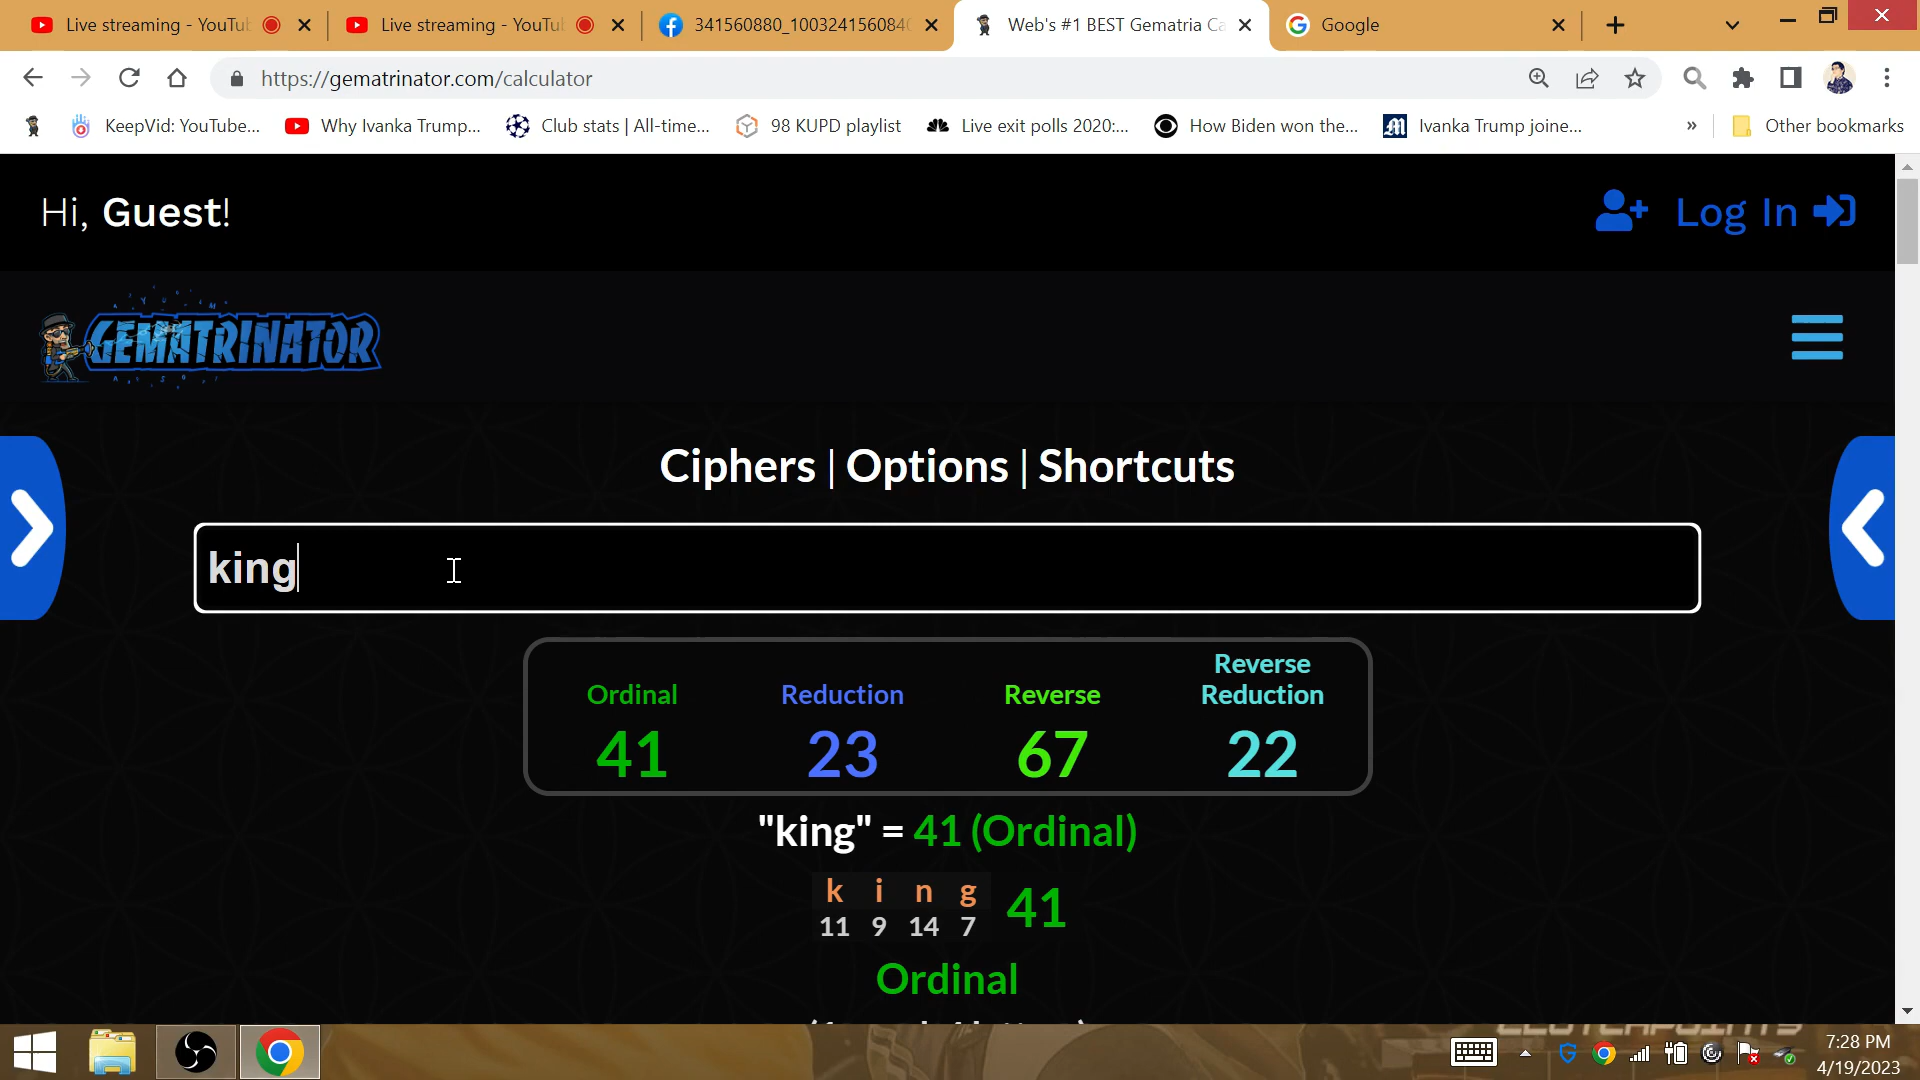 Live streaming - YouTu
Live streaming - YouTu
341560880_100324156084
Web's #1 BEST Gematria Ca
Google
https://gematrinator.com/calculator
KeepVid: YouTube...
Why Ivanka Trump...
Club stats | All-time...
98 KUPD playlist
Live exit polls 2020:...
How Biden won the...
Ivanka Trump joine...
»
Other bookmarks
Hi, Guest!
Log In
GEMATRINATOR
Ciphers | Options | Shortcuts
king
Ordinal
Reduction
Reverse
Reverse
Reduction
41
23
67
22
"king" = 41 (Ordinal)
k i n g
11 9 14 7
41
Ordinal
7:28 PM
4/19/2023